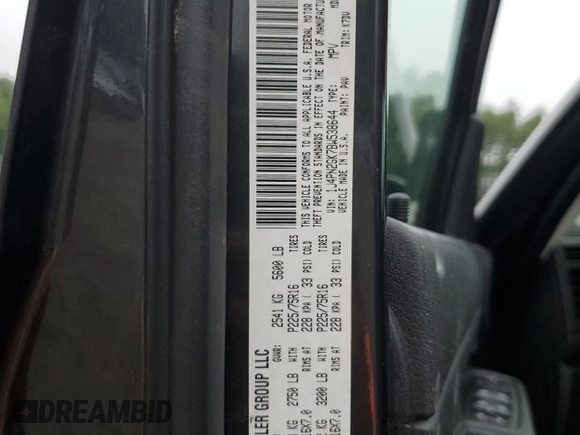 LER GROUP LLC
GVWR: 2541 KG 5600 LB
KG 2750 LB WITH P225/75R16 TIRES
6X7.0 RIMS AT 228 KPA ( 33 PSI) COLD
KG 3200 LB WITH P225/75R16 TIRES
6X7.0 RIMS AT 228 KPA ( 33 PSI) COLD
THIS VEHICLE CONFORMS TO ALL APPLICABLE U.S.A. FEDERAL MOTOR
THEFT PREVENTION STANDARDS IN EFFECT ON THE DATE OF MANUFACTUR
VIN: 1J4PN2GK7BW538644 TYPE: MPV
VEHICLE MADE IN U.S.A. PAINT: PAV TRIM: K7DV
DREAMBID